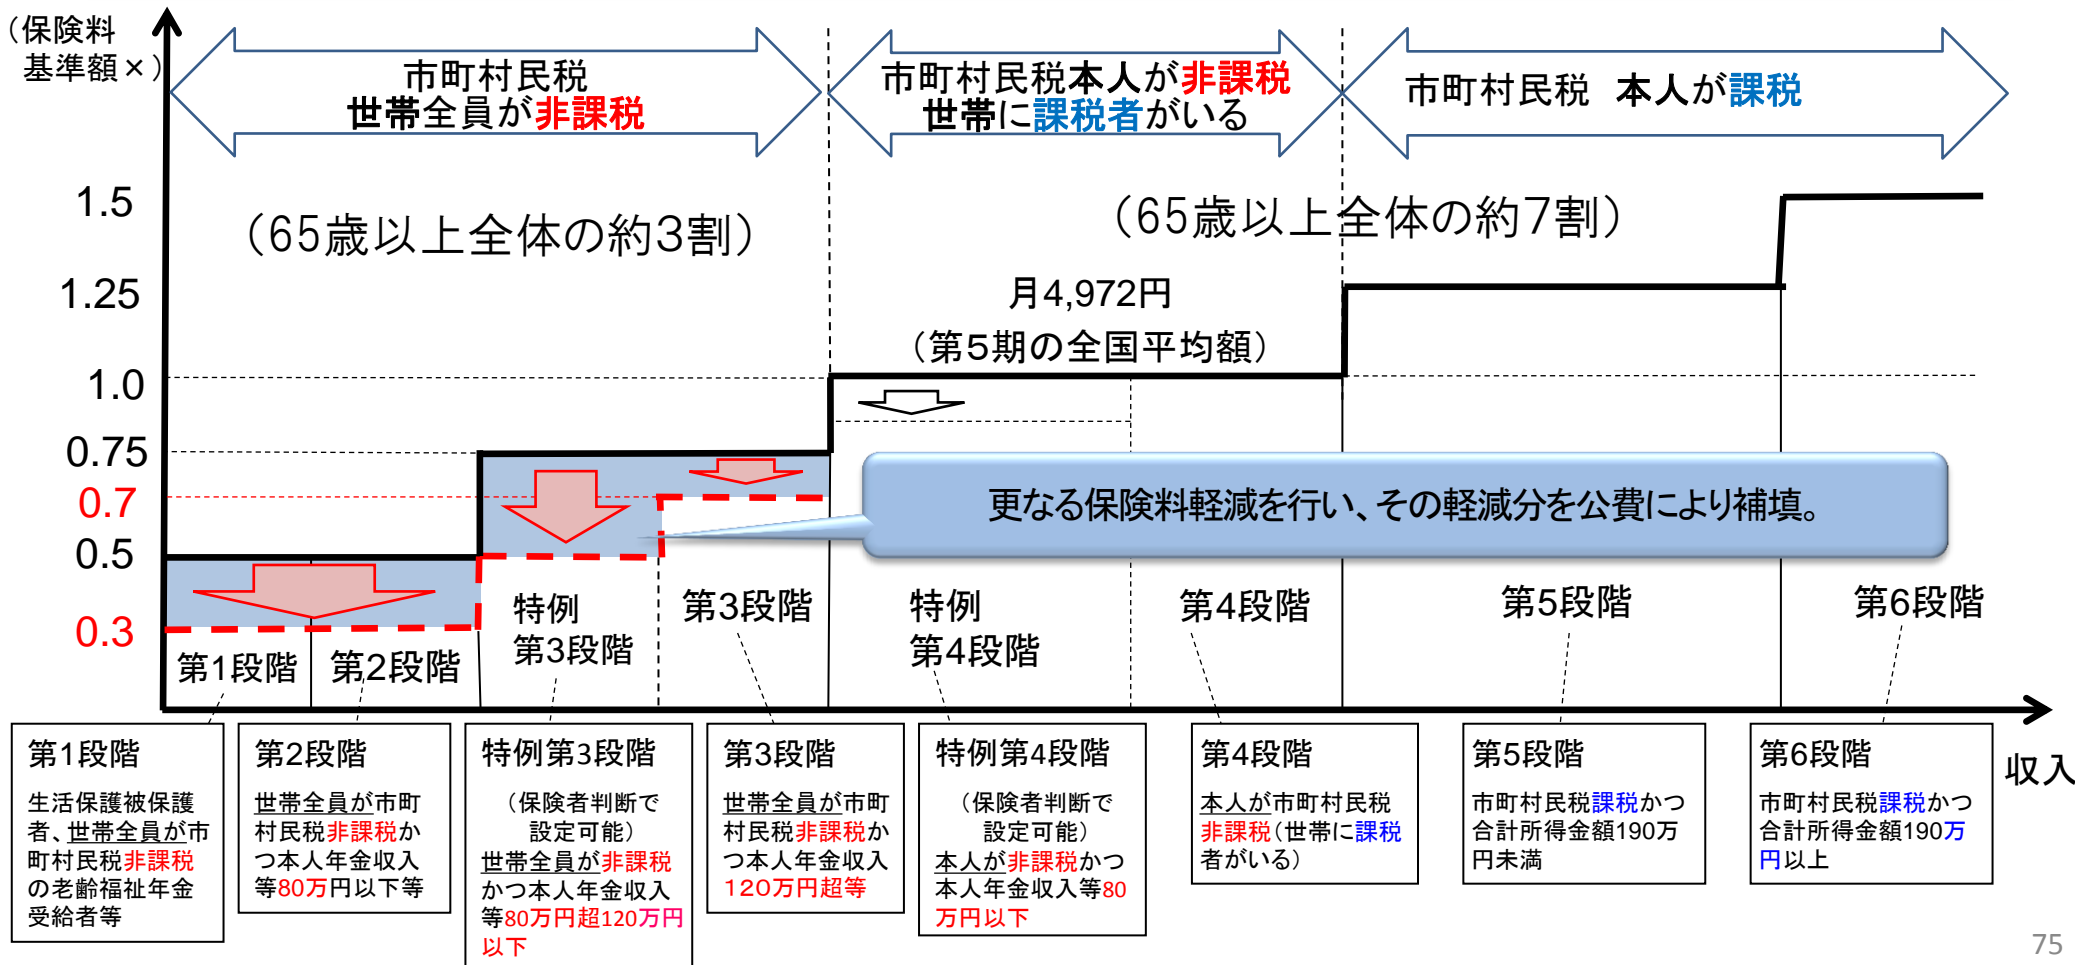 （保険料
基準額×）
市町村民税
世帯全員が非課税
市町村民税本人が非課税
世帯に課税者がいる
市町村民税　本人が課税
（65歳以上全体の約3割）
（65歳以上全体の約7割）
1.5
1.25
1.0
0.75
0.7
0.5
0.3
月4,972円
（第5期の全国平均額）
更なる保険料軽減を行い、その軽減分を公費により補填。
第1段階
第2段階
特例
第3段階
第3段階
特例
第4段階
第4段階
第5段階
第6段階
収入
第1段階
生活保護被保護
者、世帯全員が市
町村民税非課税
の老齢福祉年金
受給者等
第2段階
世帯全員が市町
村民税非課税か
つ本人年金収入
等80万円以下等
特例第3段階
（保険者判断で
設定可能）
世帯全員が非課税
かつ本人年金収入
等80万円超120万円
以下
第3段階
世帯全員が市町
村民税非課税か
つ本人年金収入
120万円超等
特例第4段階
（保険者判断で
設定可能）
本人が非課税かつ
本人年金収入等80
万円以下
第4段階
本人が市町村民税
非課税（世帯に課税
者がいる）
第5段階
市町村民税課税かつ
合計所得金額190万
円未満
第6段階
市町村民税課税かつ
合計所得金額190万
円以上
75